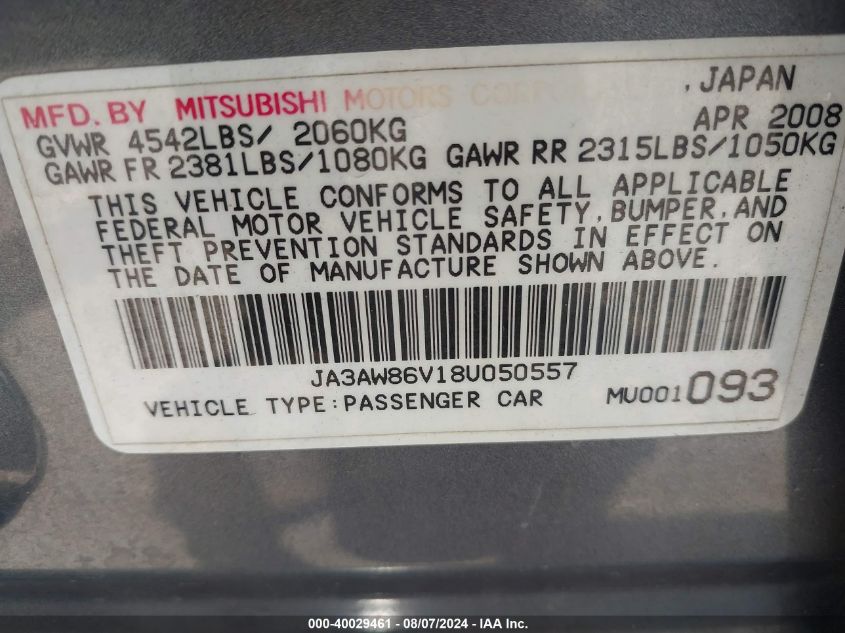 MFD. BY MITSUBISHI MOTORS CORP , JAPAN
GVWR 4542LBS/ 2060KG APR 2008
GAWR FR 2381LBS/1080KG GAWR RR 2315LBS/1050KG
THIS VEHICLE CONFORMS TO ALL APPLICABLE
FEDERAL MOTOR VEHICLE SAFETY, BUMPER, AND
THEFT PREVENTION STANDARDS IN EFFECT ON
THE DATE OF MANUFACTURE SHOWN ABOVE.
JA3AW86V18U050557
VEHICLE TYPE:PASSENGER CAR MU001093
000-40029461 - 08/07/2024 - IAAI Inc.